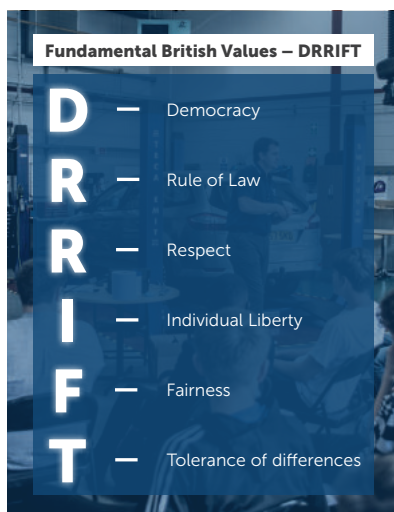 Fundamental British Values – DRRIFT
D – Democracy
R – Rule of Law
R – Respect
I – Individual Liberty
F – Fairness
T – Tolerance of differences